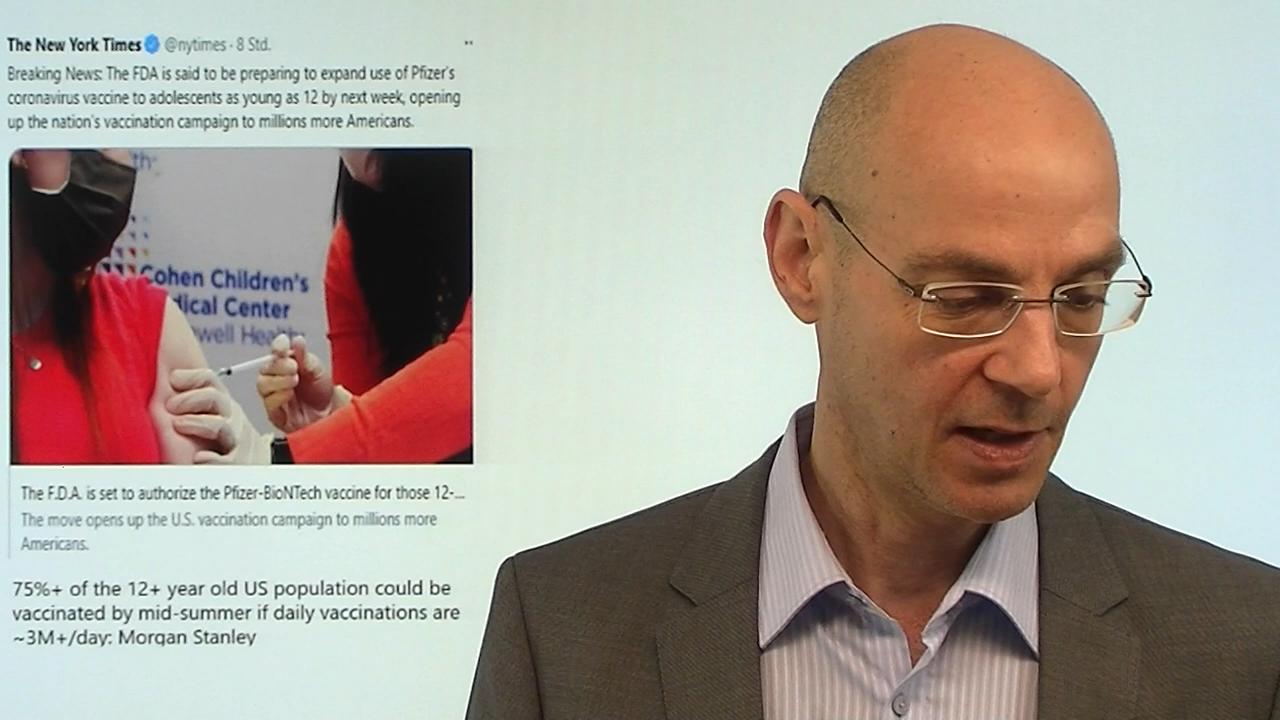 The New York Times @nytimes · 8 Std.
Breaking News: The FDA is said to be preparing to expand use of Pfizer's
coronavirus vaccine to adolescents as young as 12 by next week, opening
up the nation's vaccination campaign to millions more Americans.
th
Cohen Children's
dical Center
well Health
The F.D.A. is set to authorize the Pfizer-BioNTech vaccine for those 12-...
The move opens up the U.S. vaccination campaign to millions more
Americans.
75%+ of the 12+ year old US population could be
vaccinated by mid-summer if daily vaccinations are
~3M+/day: Morgan Stanley